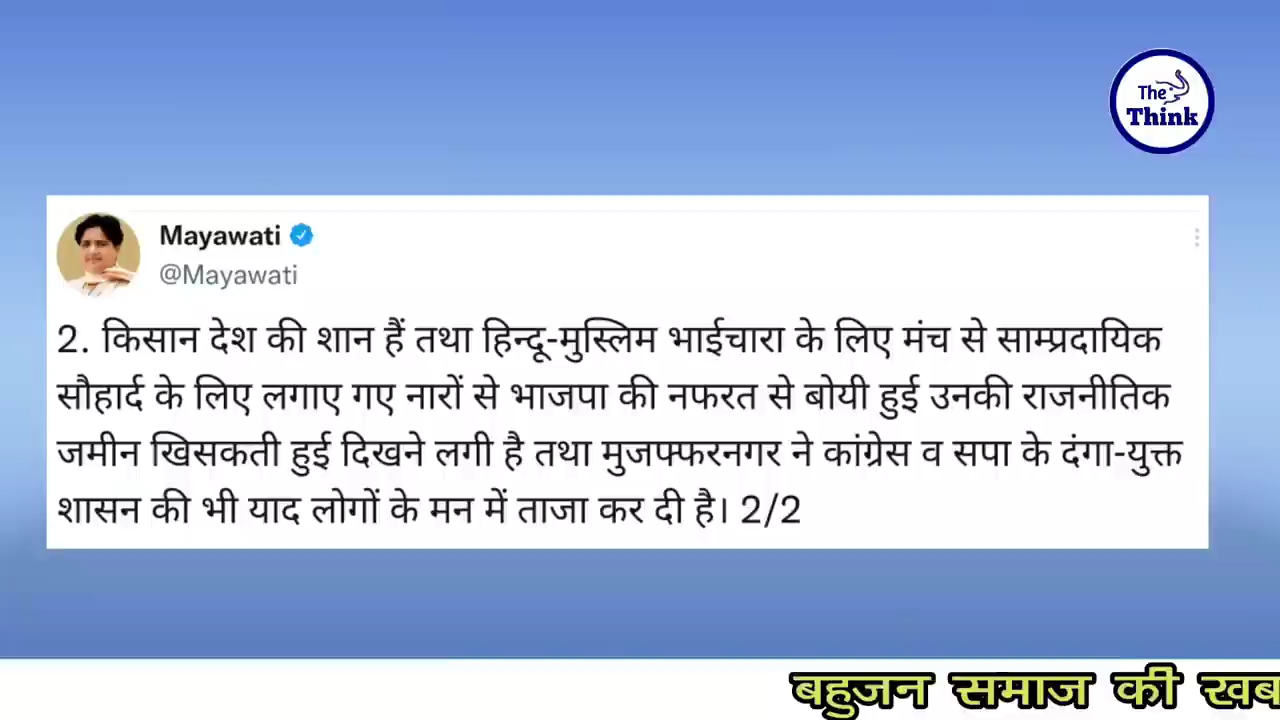 The
Think
Mayawati
@Mayawati
2. किसान देश की शान हैं तथा हिन्दू-मुस्लिम भाईचारा के लिए मंच से साम्प्रदायिक
सौहार्द के लिए लगाए गए नारों से भाजपा की नफरत से बोयी हुई उनकी राजनीतिक
जमीन खिसकती हुई दिखने लगी है तथा मुजफ्फरनगर ने कांग्रेस व सपा के दंगा-युक्त
शासन की भी याद लोगों के मन में ताजा कर दी है। 2/2
बहुजन समाज की खब